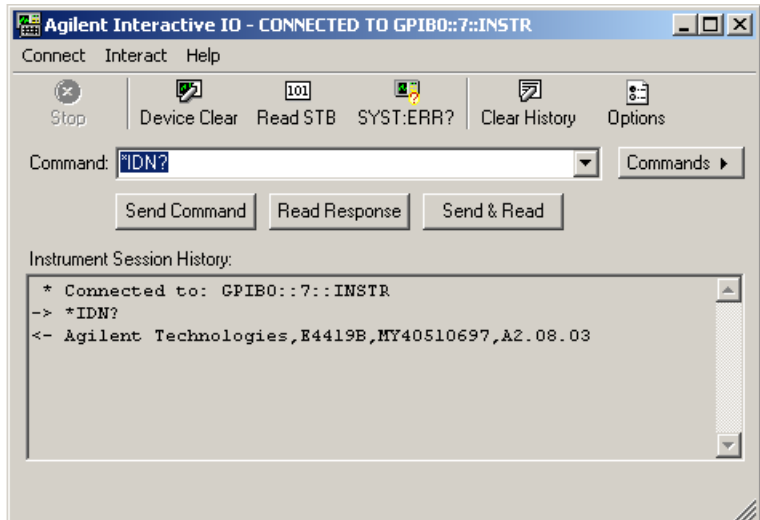 Agilent Interactive IO - CONNECTED TO GPIB0::7::INSTR
Connect Interact Help
101
Stop Device Clear Read STB SYST:ERR? Clear History Options
Command: *IDN? Commands
Send Command Read Response Send & Read
Instrument Session History:
* Connected to: GPIB0::7::INSTR
-> *IDN?
<- Agilent Technologies,E4419B,MY40510697,A2.08.03